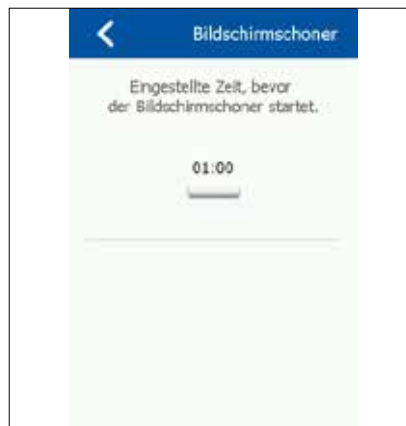 Bildschirmschoner
Eingestellte Zeit, bevor
der Bildschirmschoner startet.
01:00